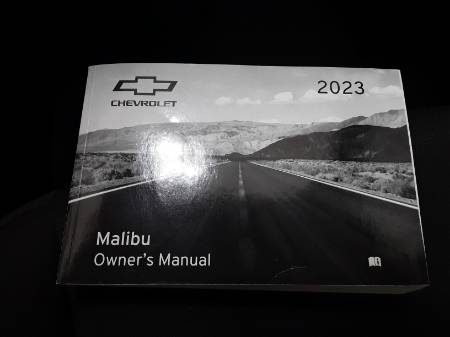 CHEVROLET
2023
Malibu
Owner's Manual